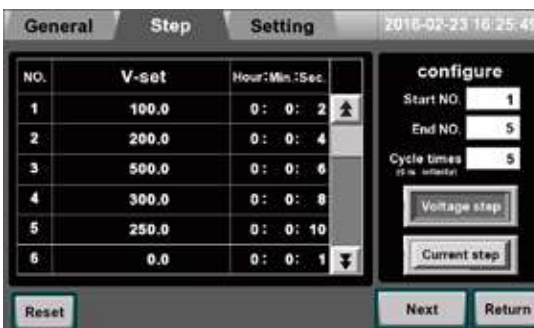 General Step Setting 2016-02-23 16:25:49
NO. V-set Hour:Min.:Sec.
1 100.0 0: 0: 2
2 200.0 0: 0: 4
3 500.0 0: 0: 6
4 300.0 0: 0: 8
5 250.0 0: 0: 10
6 0.0 0: 0: 1
configure
Start NO. 1
End NO. 5
Cycle times 5
Voltage step
Current step
Reset
Next
Return